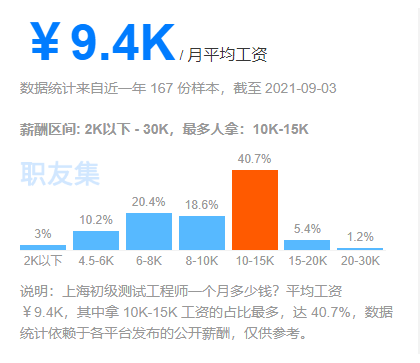 ￥9.4K / 月平均工资
数据统计来自近一年 167 份样本，截至 2021-09-03
薪酬区间: 2K以下 - 30K，最多人拿：10K-15K
职友集
40.7%
20.4%
18.6%
10.2%
5.4%
3%
1.2%
2K以下 4.5-6K 6-8K 8-10K 10-15K 15-20K 20-30K
说明：上海初级测试工程师一个月多少钱？平均工资
￥9.4K，其中拿 10K-15K 工资的占比最多，达 40.7%，数据
统计依赖于各平台发布的公开薪酬，仅供参考。